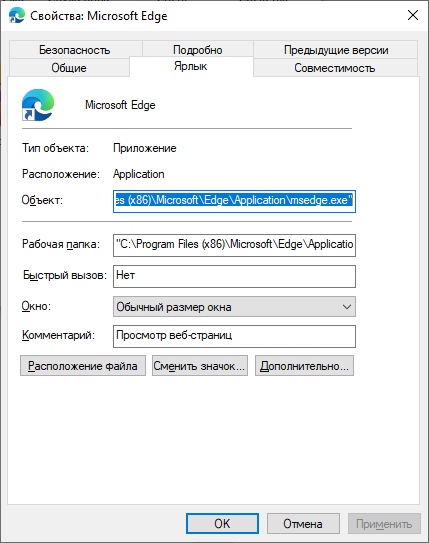 Свойства: Microsoft Edge
Безопасность Подробно Предыдущие версии
Общие Ярлык Совместимость
Microsoft Edge
Тип объекта: Приложение
Расположение: Application
Объект: es (x86)\Microsoft\Edge\Application\msedge.exe"
Рабочая папка: "C:\Program Files (x86)\Microsoft\Edge\Applicatio
Быстрый вызов: Нет
Окно: Обычный размер окна
Комментарий: Просмотр веб-страниц
Расположение файла Сменить значок... Дополнительно...
OK Отмена Применить